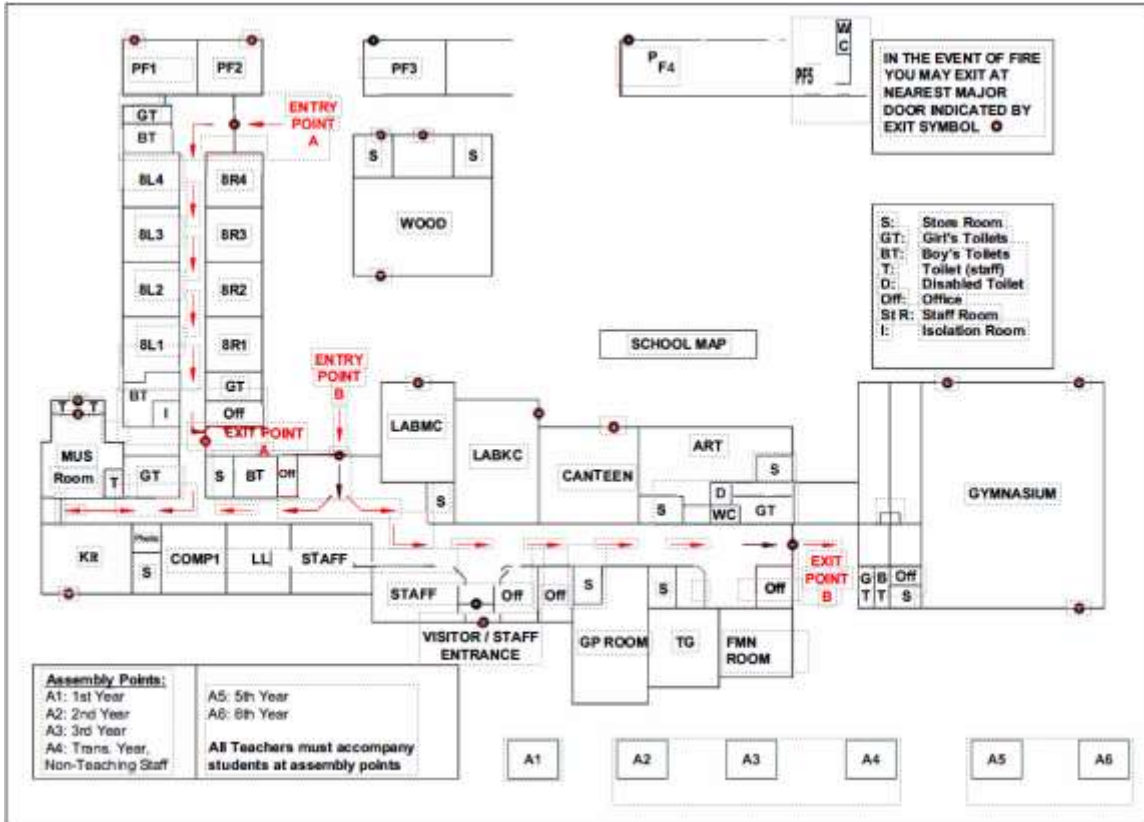 PF1
PF2
PF3
P
F4
PF5
W
C
IN THE EVENT OF FIRE
YOU MAY EXIT AT
NEAREST MAJOR
DOOR INDICATED BY
EXIT SYMBOL
GT
BT
ENTRY
POINT
A
S
S
WOOD
8L4
8R4
8L3
8R3
8L2
8R2
8L1
8R1
S: Store Room
GT: Girl's Toilets
BT: Boy's Toilets
T: Toilet (staff)
D: Disabled Toilet
Off: Office
St R: Staff Room
I: Isolation Room
SCHOOL MAP
ENTRY
POINT
B
BT
I
GT
Off
EXIT POINT
A
T T
MUS
Room
T
GT
S
BT
Off
LABMC
S
LABKC
CANTEEN
ART
S
S
D
WC
GT
GYMNASIUM
Kit
Photo
S
COMP1
LL
STAFF
STAFF
Off
Off
S
S
Off
EXIT
POINT
B
G
T
B
T
Off
S
VISITOR / STAFF
ENTRANCE
GP ROOM
TG
FMN
ROOM
Assembly Points:
A1: 1st Year
A2: 2nd Year
A3: 3rd Year
A4: Trans. Year,
Non-Teaching Staff
A5: 5th Year
A6: 6th Year
All Teachers must accompany
students at assembly points
A1
A2
A3
A4
A5
A6